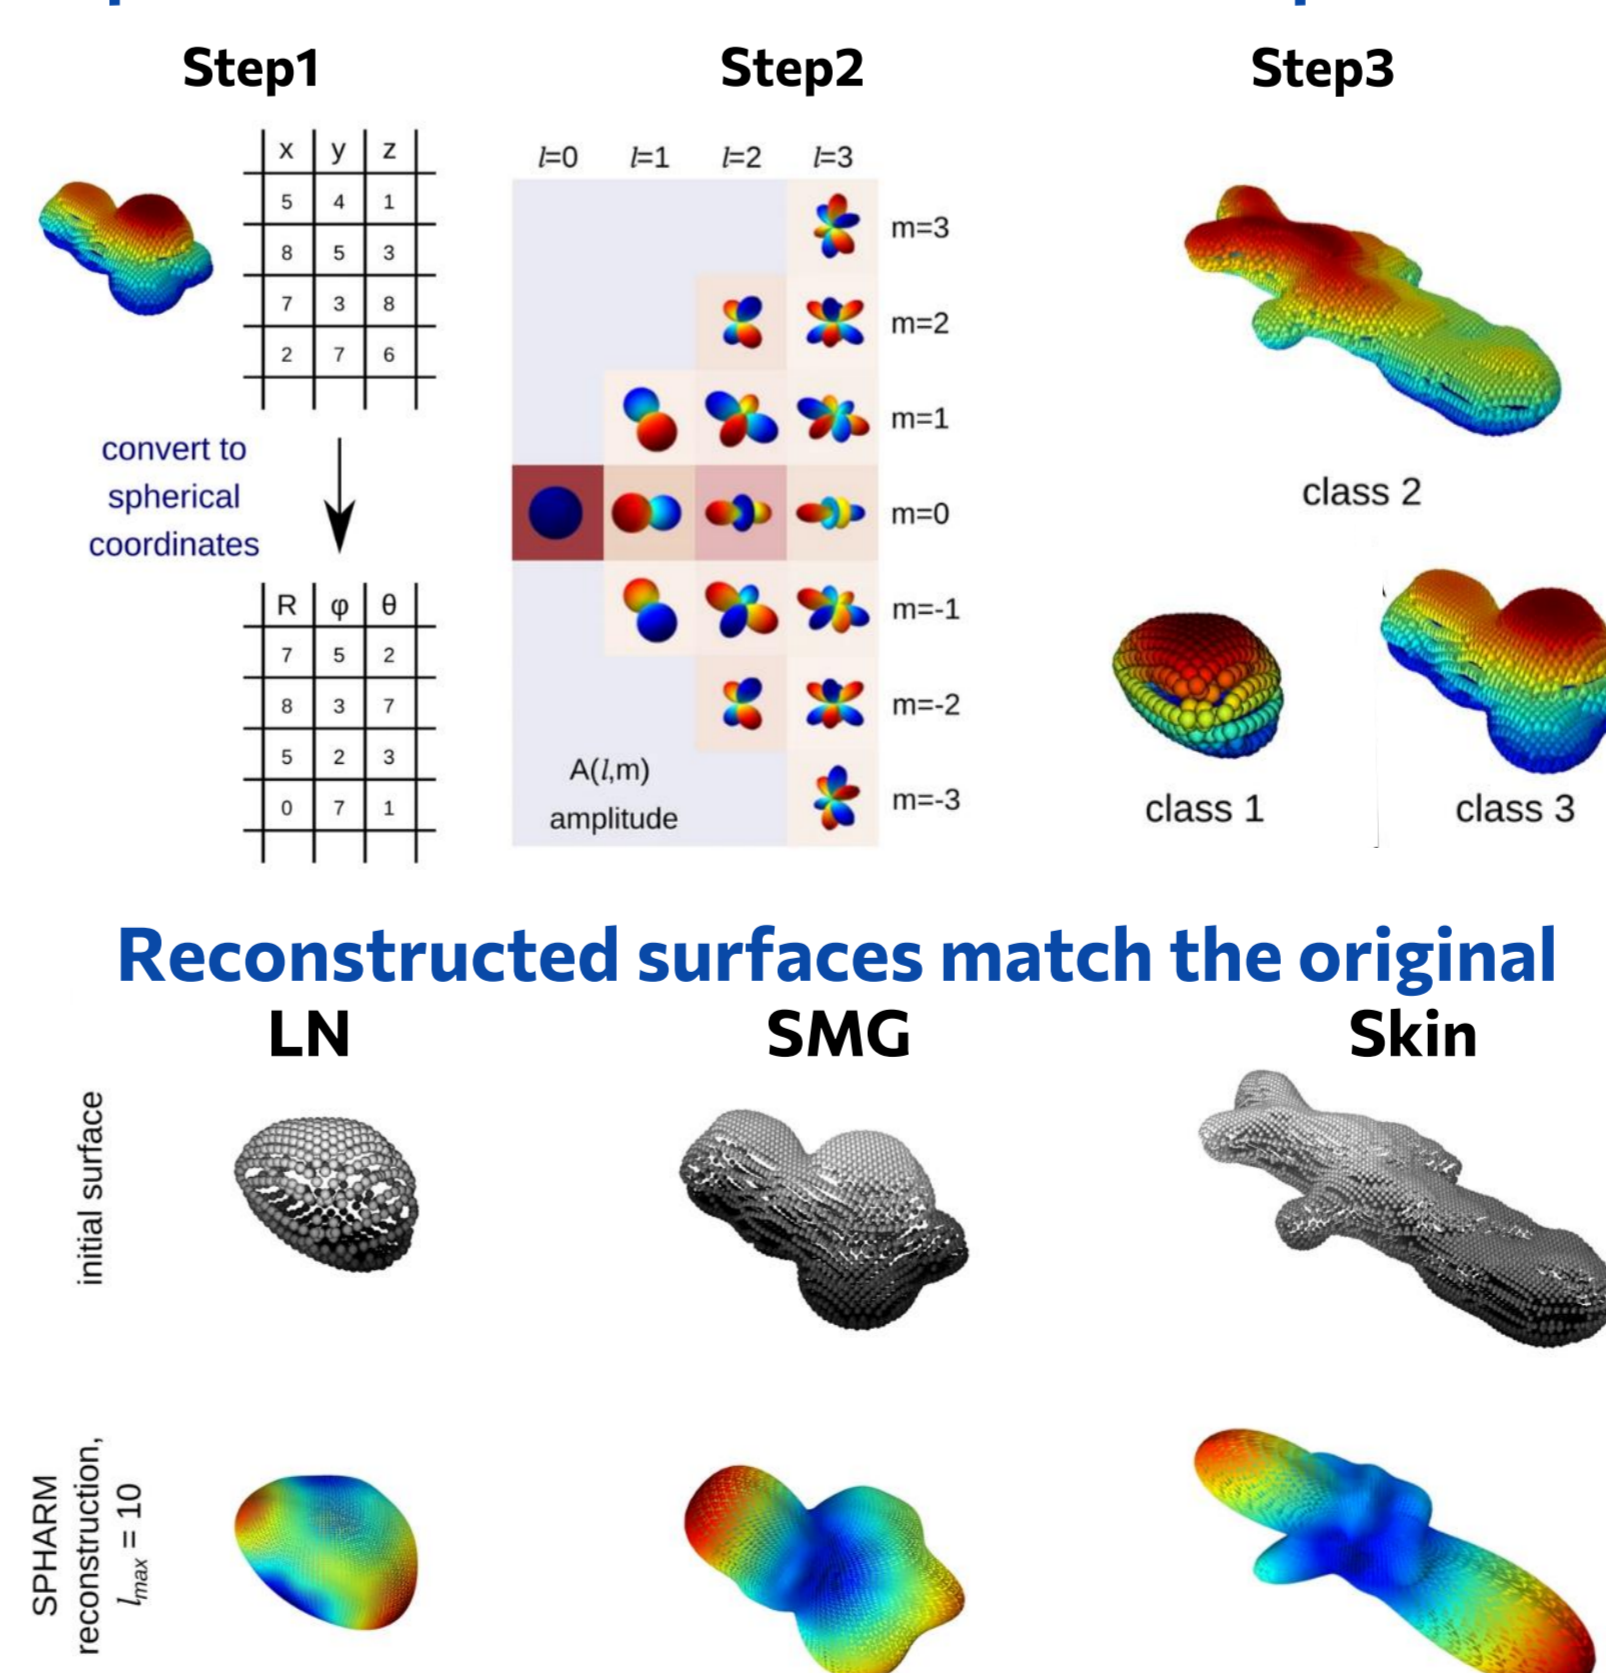 Step1
Step2
Step3
x y z
5 4 1
8 5 3
7 3 8
2 7 6
convert to
spherical
coordinates
R φ θ
7 5 2
8 3 7
5 2 3
0 7 1
l=0 l=1 l=2 l=3
m=3
m=2
m=1
m=0
m=-1
m=-2
m=-3
A(l,m)
amplitude
class 2
class 1
class 3
Reconstructed surfaces match the original
LN
SMG
Skin
initial surface
SPHARM
reconstruction,
lmax = 10